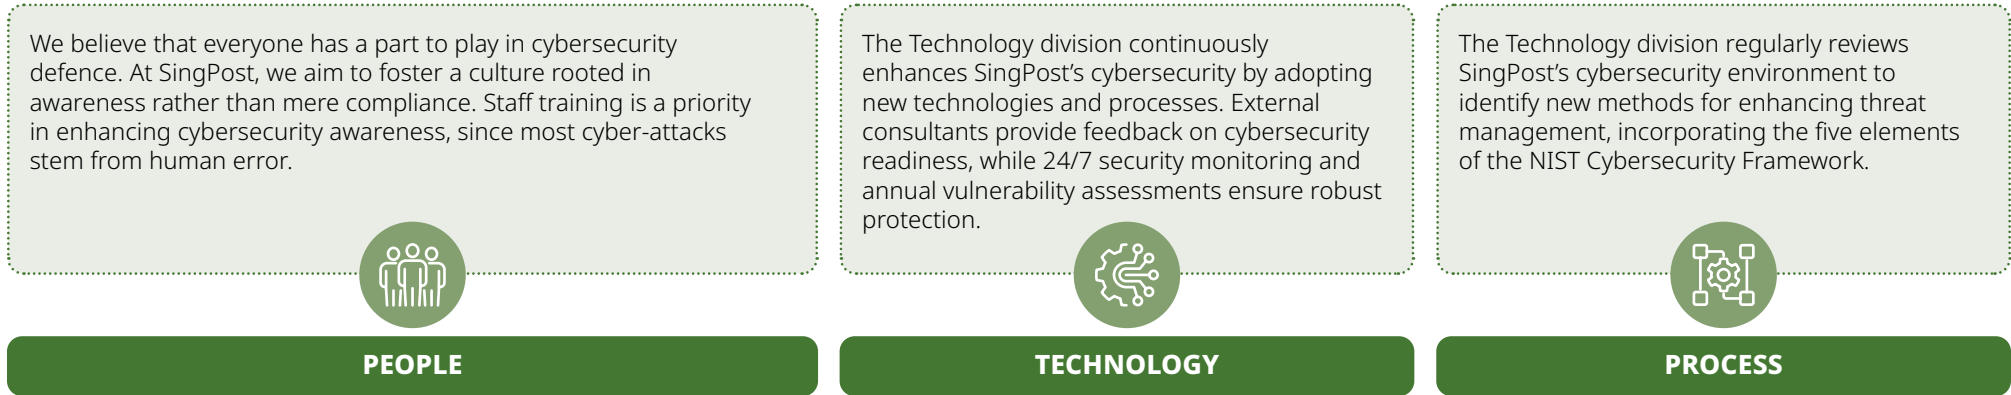 We believe that everyone has a part to play in cybersecurity
defence. At SingPost, we aim to foster a culture rooted in
awareness rather than mere compliance. Staff training is a priority
in enhancing cybersecurity awareness, since most cyber-attacks
stem from human error.
PEOPLE
The Technology division continuously
enhances SingPost’s cybersecurity by adopting
new technologies and processes. External
consultants provide feedback on cybersecurity
readiness, while 24/7 security monitoring and
annual vulnerability assessments ensure robust
protection.
TECHNOLOGY
The Technology division regularly reviews
SingPost’s cybersecurity environment to
identify new methods for enhancing threat
management, incorporating the five elements
of the NIST Cybersecurity Framework.
PROCESS